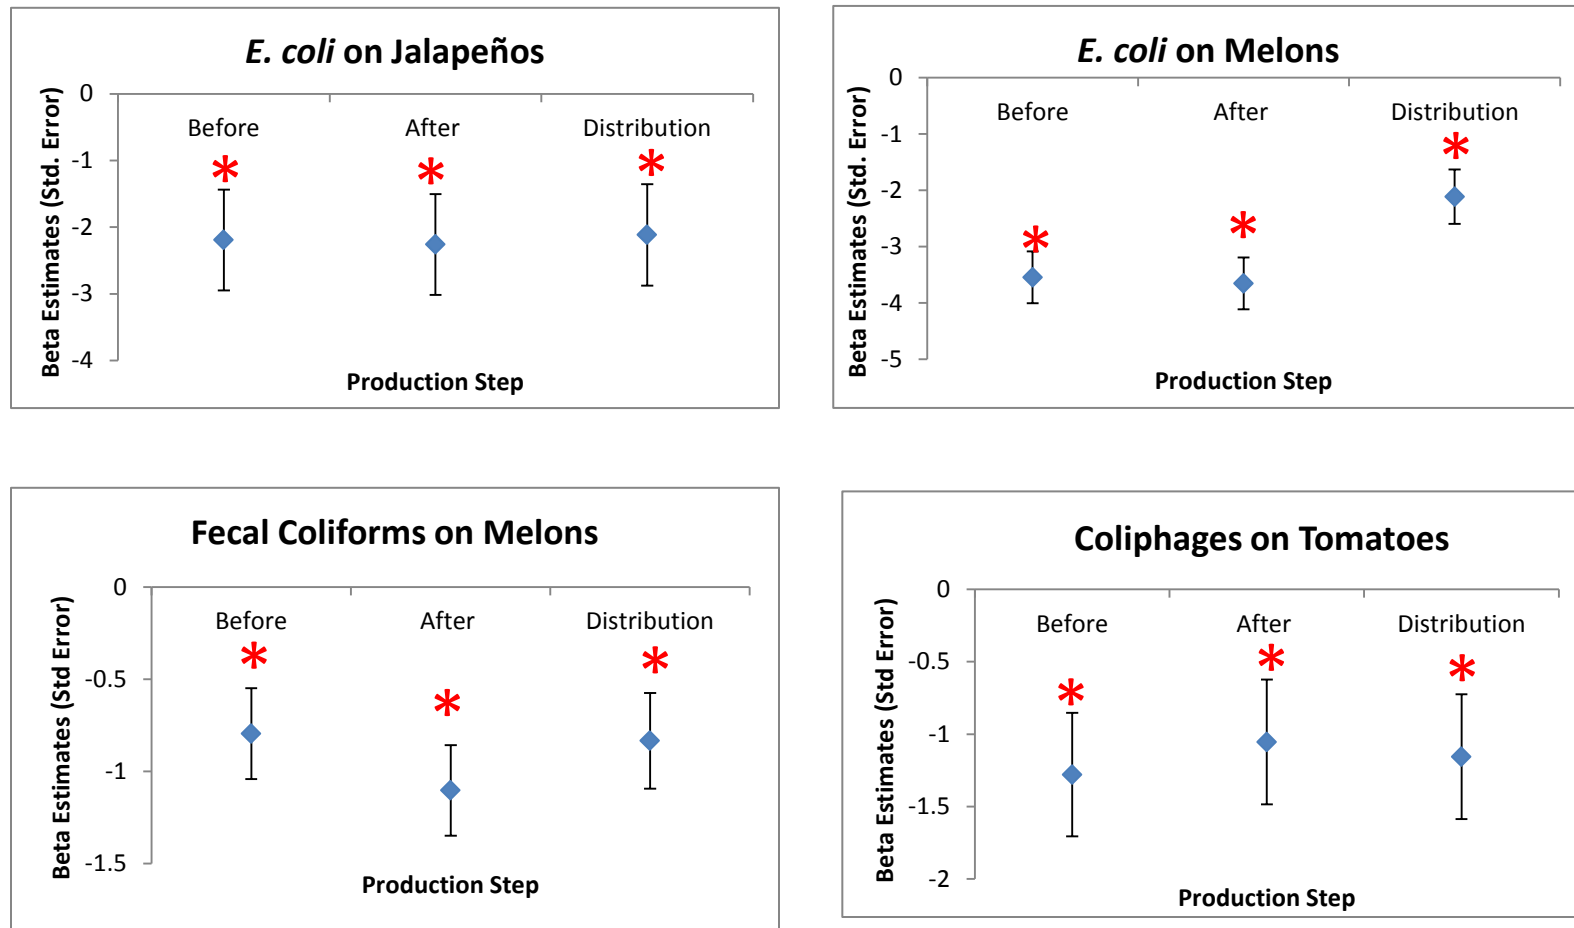 E. coli on Jalapeños
0
-1
-2
-3
-4
Beta Estimates (Std. Error)
Before After Distribution
* * *
Production Step
E. coli on Melons
0
-1
-2
-3
-4
-5
Beta Estimates (Std. Error)
Before After Distribution
* * *
Production Step
Fecal Coliforms on Melons
0
-0.5
-1
-1.5
Beta Estimates (Std Error)
Before After Distribution
* * *
Production Step
Coliphages on Tomatoes
0
-0.5
-1
-1.5
-2
Beta Estimates (Std Error)
Before After Distribution
* * *
Production Step